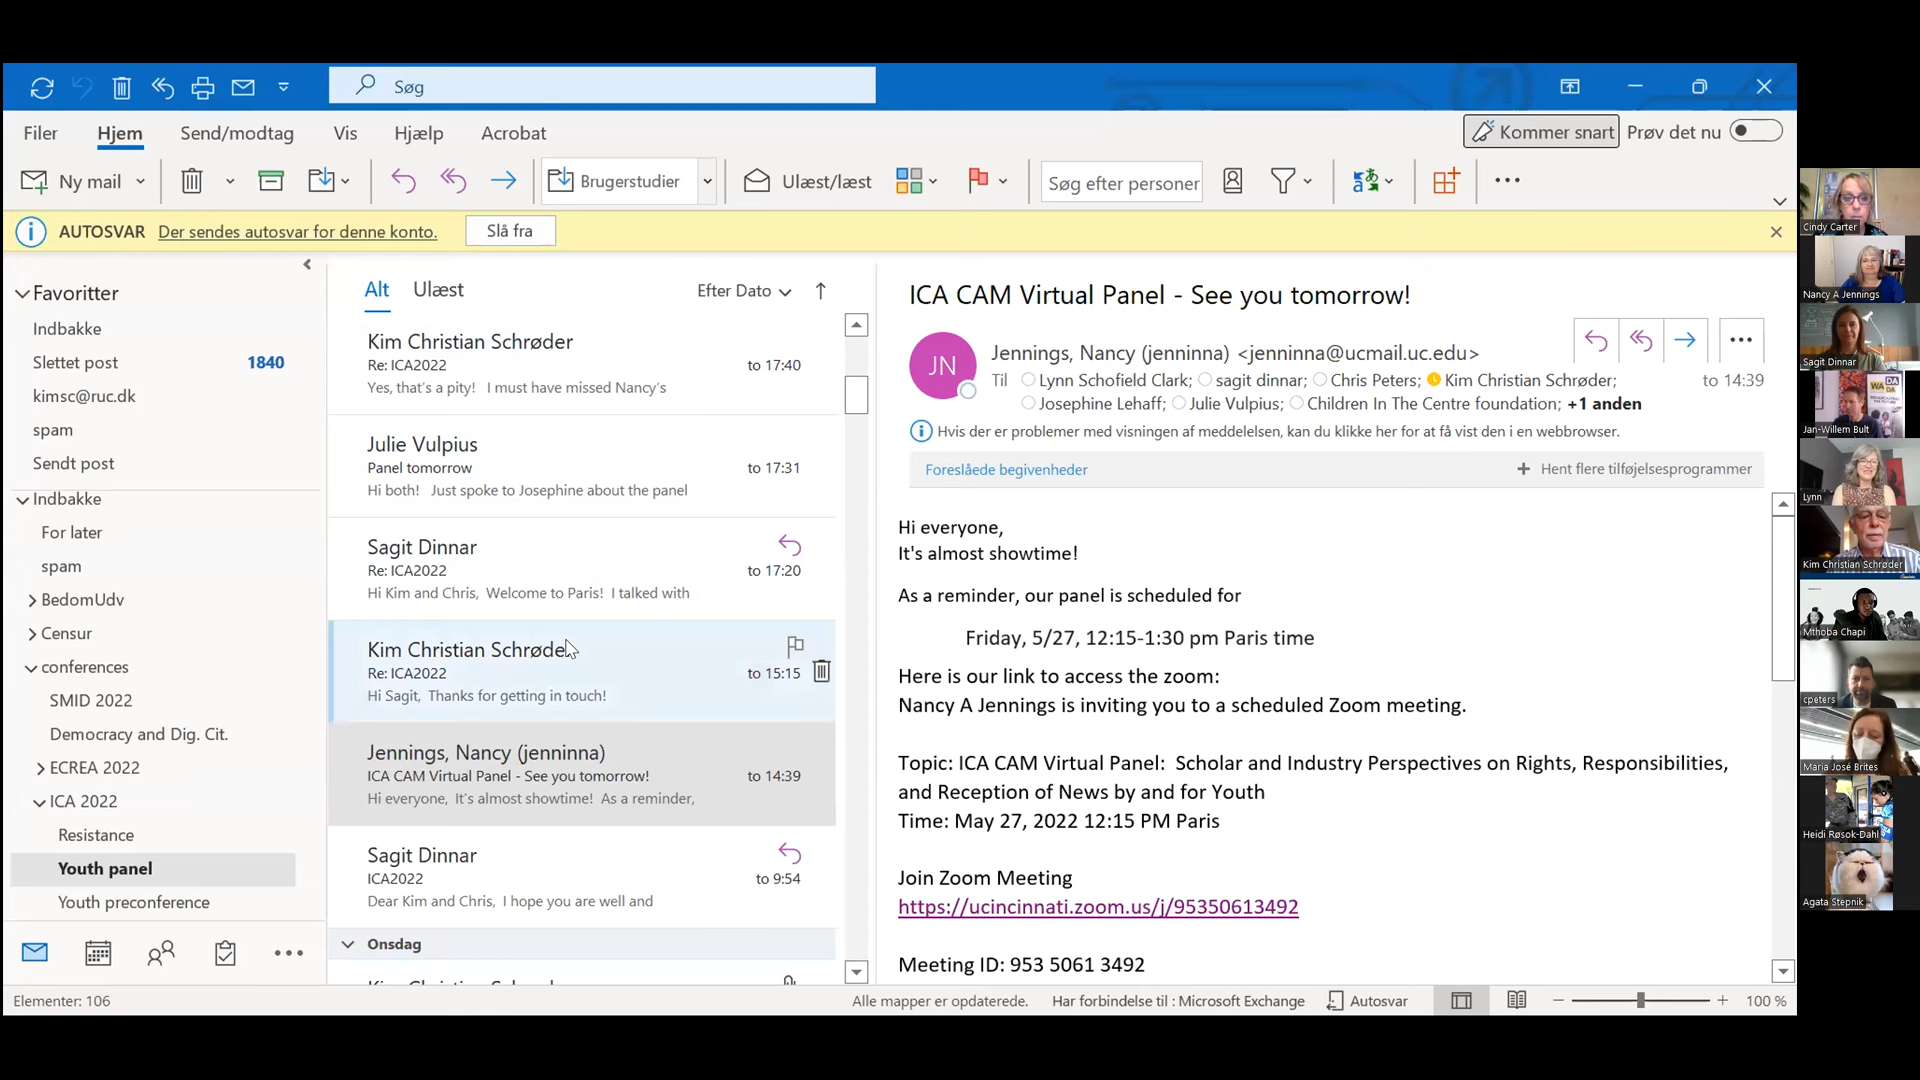 Søg
Filer Hjem Send/modtag Vis Hjælp Acrobat
Kommer snart Prøv det nu
Ny mail
Brugerstudier
Ulæst/læst
Søg efter personer
AUTOSVAR Der sendes autosvar for denne konto. Slå fra
Favoritter
Indbakke
Slettet post 1840
kimsc@ruc.dk
spam
Sendt post
Indbakke
For later
spam
BedomUdv
Censur
conferences
SMID 2022
Democracy and Dig. Cit.
ECREA 2022
ICA 2022
Resistance
Youth panel
Youth preconference
Elementer: 106
Alt Ulæst Efter Dato
Kim Christian Schrøder
Re: ICA2022 to 17:40
Yes, that's a pity! I must have missed Nancy's
Julie Vulpius
Panel tomorrow to 17:31
Hi both! Just spoke to Josephine about the panel
Sagit Dinnar
Re: ICA2022 to 17:20
Hi Kim and Chris, Welcome to Paris! I talked with
Kim Christian Schrøde
Re: ICA2022 to 15:15
Hi Sagit, Thanks for getting in touch!
Jennings, Nancy (jenninna)
ICA CAM Virtual Panel - See you tomorrow! to 14:39
Hi everyone, It's almost showtime! As a reminder,
Sagit Dinnar
ICA2022 to 9:54
Dear Kim and Chris, I hope you are well and
Onsdag
ICA CAM Virtual Panel - See you tomorrow!
JN
Jennings, Nancy (jenninna) <jenninna@ucmail.uc.edu>
Til Lynn Schofield Clark; sagit dinnar; Chris Peters; Kim Christian Schrøder; to 14:39
Josephine Lehaff; Julie Vulpius; Children In The Centre foundation; +1 anden
Hvis der er problemer med visningen af meddelelsen, kan du klikke her for at få vist den i en webbrowser.
Foreslåede begivenheder + Hent flere tilføjelsesprogrammer
Hi everyone,
It's almost showtime!
As a reminder, our panel is scheduled for
Friday, 5/27, 12:15-1:30 pm Paris time
Here is our link to access the zoom:
Nancy A Jennings is inviting you to a scheduled Zoom meeting.
Topic: ICA CAM Virtual Panel: Scholar and Industry Perspectives on Rights, Responsibilities,
and Reception of News by and for Youth
Time: May 27, 2022 12:15 PM Paris
Join Zoom Meeting
https://ucincinnati.zoom.us/j/95350613492
Meeting ID: 953 5061 3492
Alle mapper er opdaterede. Har forbindelse til : Microsoft Exchange Autosvar 100 %
Cindy Carter
Nancy A Jennings
Sagit Dinnar
WA
DA
Jan-Willem Bult
Lynn
Kim Christian Schrøder
Mthoba Chapi
cpeters
Maria José Brites
Heidi Røsok-Dahl
Agata Stepnik